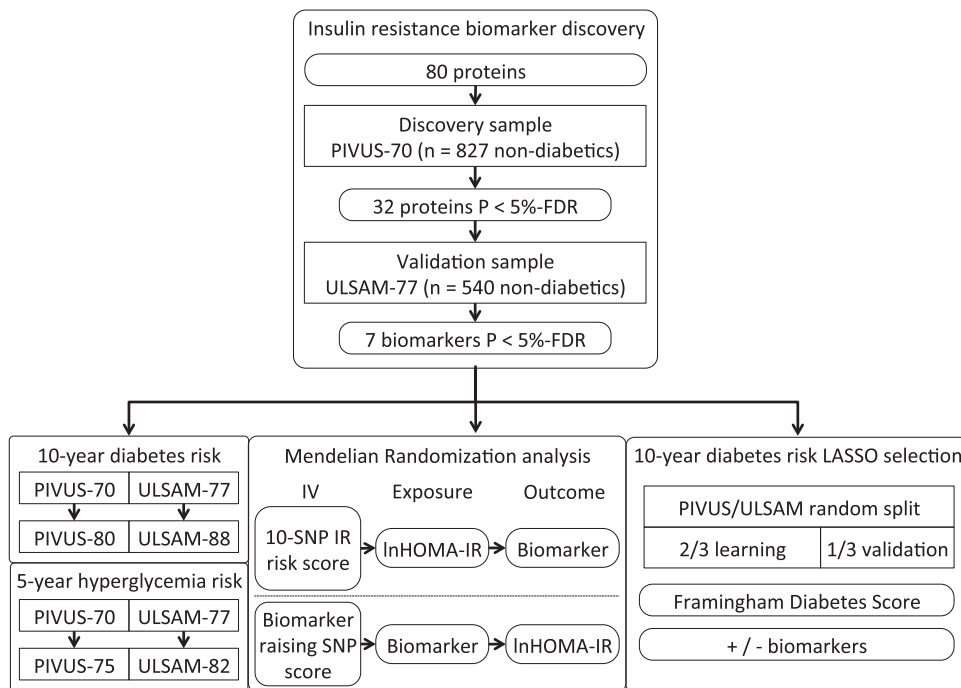 Insulin resistance biomarker discovery
80 proteins
Discovery sample
PIVUS-70 (n = 827 non-diabetics)
32 proteins P < 5%-FDR
Validation sample
ULSAM-77 (n = 540 non-diabetics)
7 biomarkers P < 5%-FDR
10-year diabetes risk
PIVUS-70 ULSAM-77
PIVUS-80 ULSAM-88
5-year hyperglycemia risk
PIVUS-70 ULSAM-77
PIVUS-75 ULSAM-82
Mendelian Randomization analysis
IV Exposure Outcome
10-SNP IR
risk score
lnHOMA-IR
Biomarker
Biomarker
raising SNP
score
Biomarker
lnHOMA-IR
10-year diabetes risk LASSO selection
PIVUS/ULSAM random split
2/3 learning 1/3 validation
Framingham Diabetes Score
+ / - biomarkers